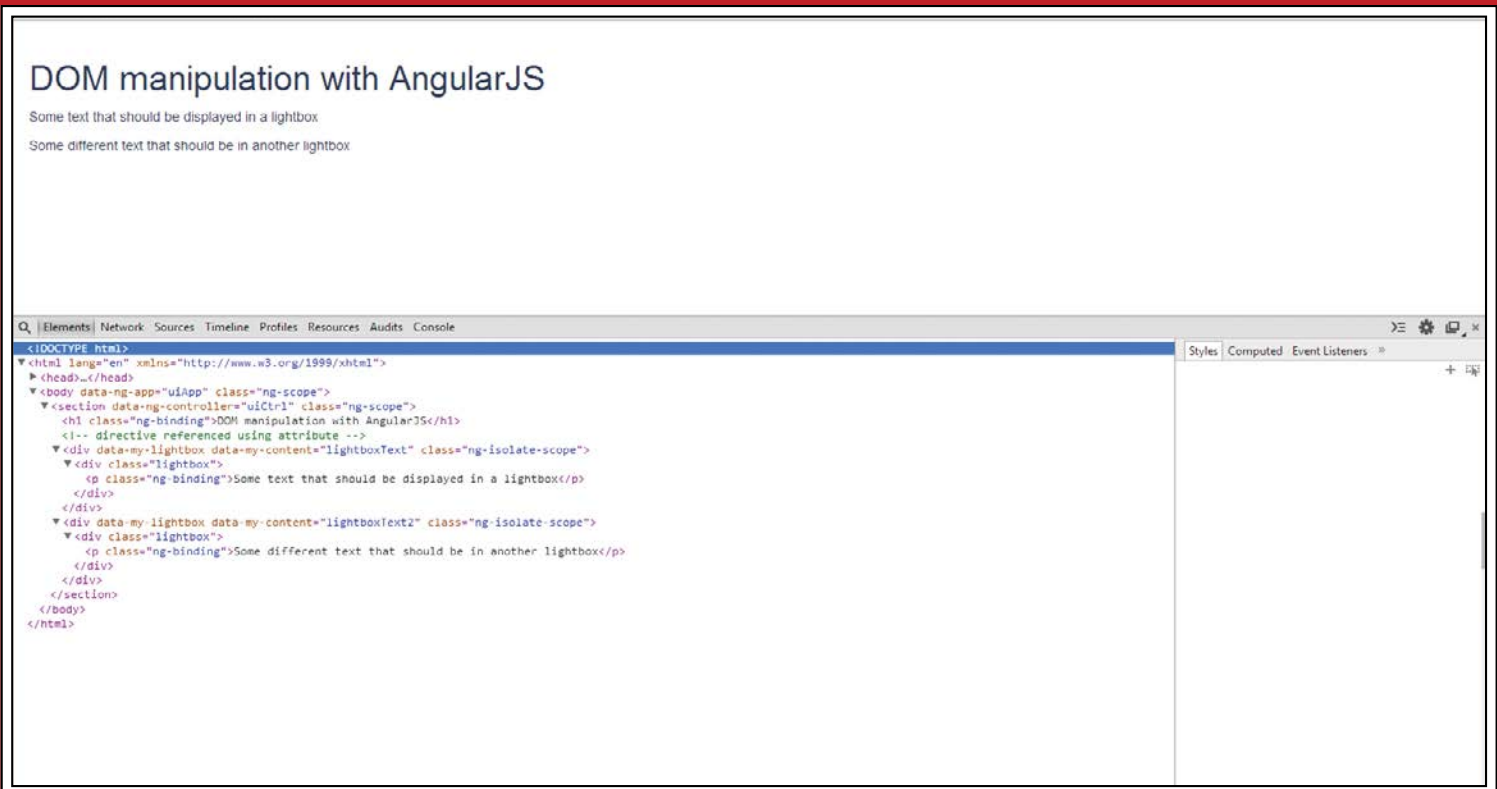 DOM manipulation with AngularJS
Some text that should be displayed in a lightbox
Some different text that should be in another lightbox
Elements Network Sources Timeline Profiles Resources Audits Console
<!DOCTYPE html>
Styles Computed Event Listeners »
▼<html lang="en" xmlns="http://www.w3.org/1999/xhtml">
▶<head>…</head>
▼<body data-ng-app="uiApp" class="ng-scope">
▼<section data-ng-controller="uiCtrl" class="ng-scope">
<h1 class="ng-binding">DOM manipulation with AngularJS</h1>
<!-- directive referenced using attribute -->
▼<div data-my-lightbox data-my-content="lightboxText" class="ng-isolate-scope">
▼<div class="lightbox">
<p class="ng-binding">Some text that should be displayed in a lightbox</p>
</div>
</div>
▼<div data-my-lightbox data-my-content="lightboxText2" class="ng-isolate-scope">
▼<div class="lightbox">
<p class="ng-binding">Some different text that should be in another lightbox</p>
</div>
</div>
</section>
</body>
</html>